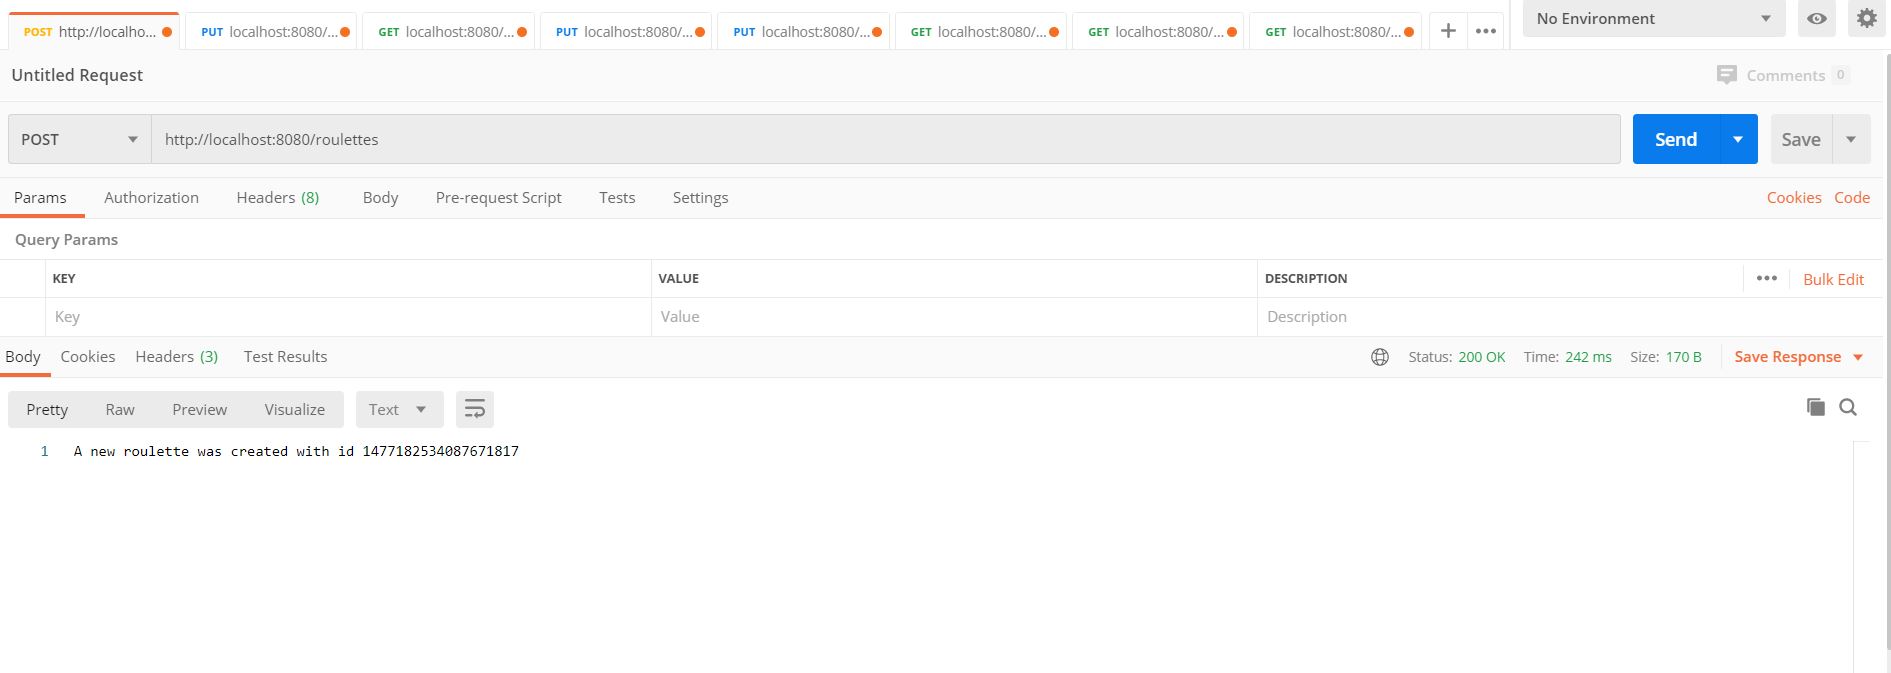 POST http://localho... PUT localhost:8080/... GET localhost:8080/... PUT localhost:8080/... PUT localhost:8080/... GET localhost:8080/... GET localhost:8080/... GET localhost:8080/... No Environment
Untitled Request Comments 0
POST http://localhost:8080/roulettes Send Save
Params Authorization Headers (8) Body Pre-request Script Tests Settings Cookies Code
Query Params
KEY VALUE DESCRIPTION Bulk Edit
Key Value Description
Body Cookies Headers (3) Test Results Status: 200 OK Time: 242 ms Size: 170 B Save Response
Pretty Raw Preview Visualize Text
1 A new roulette was created with id 1477182534087671817